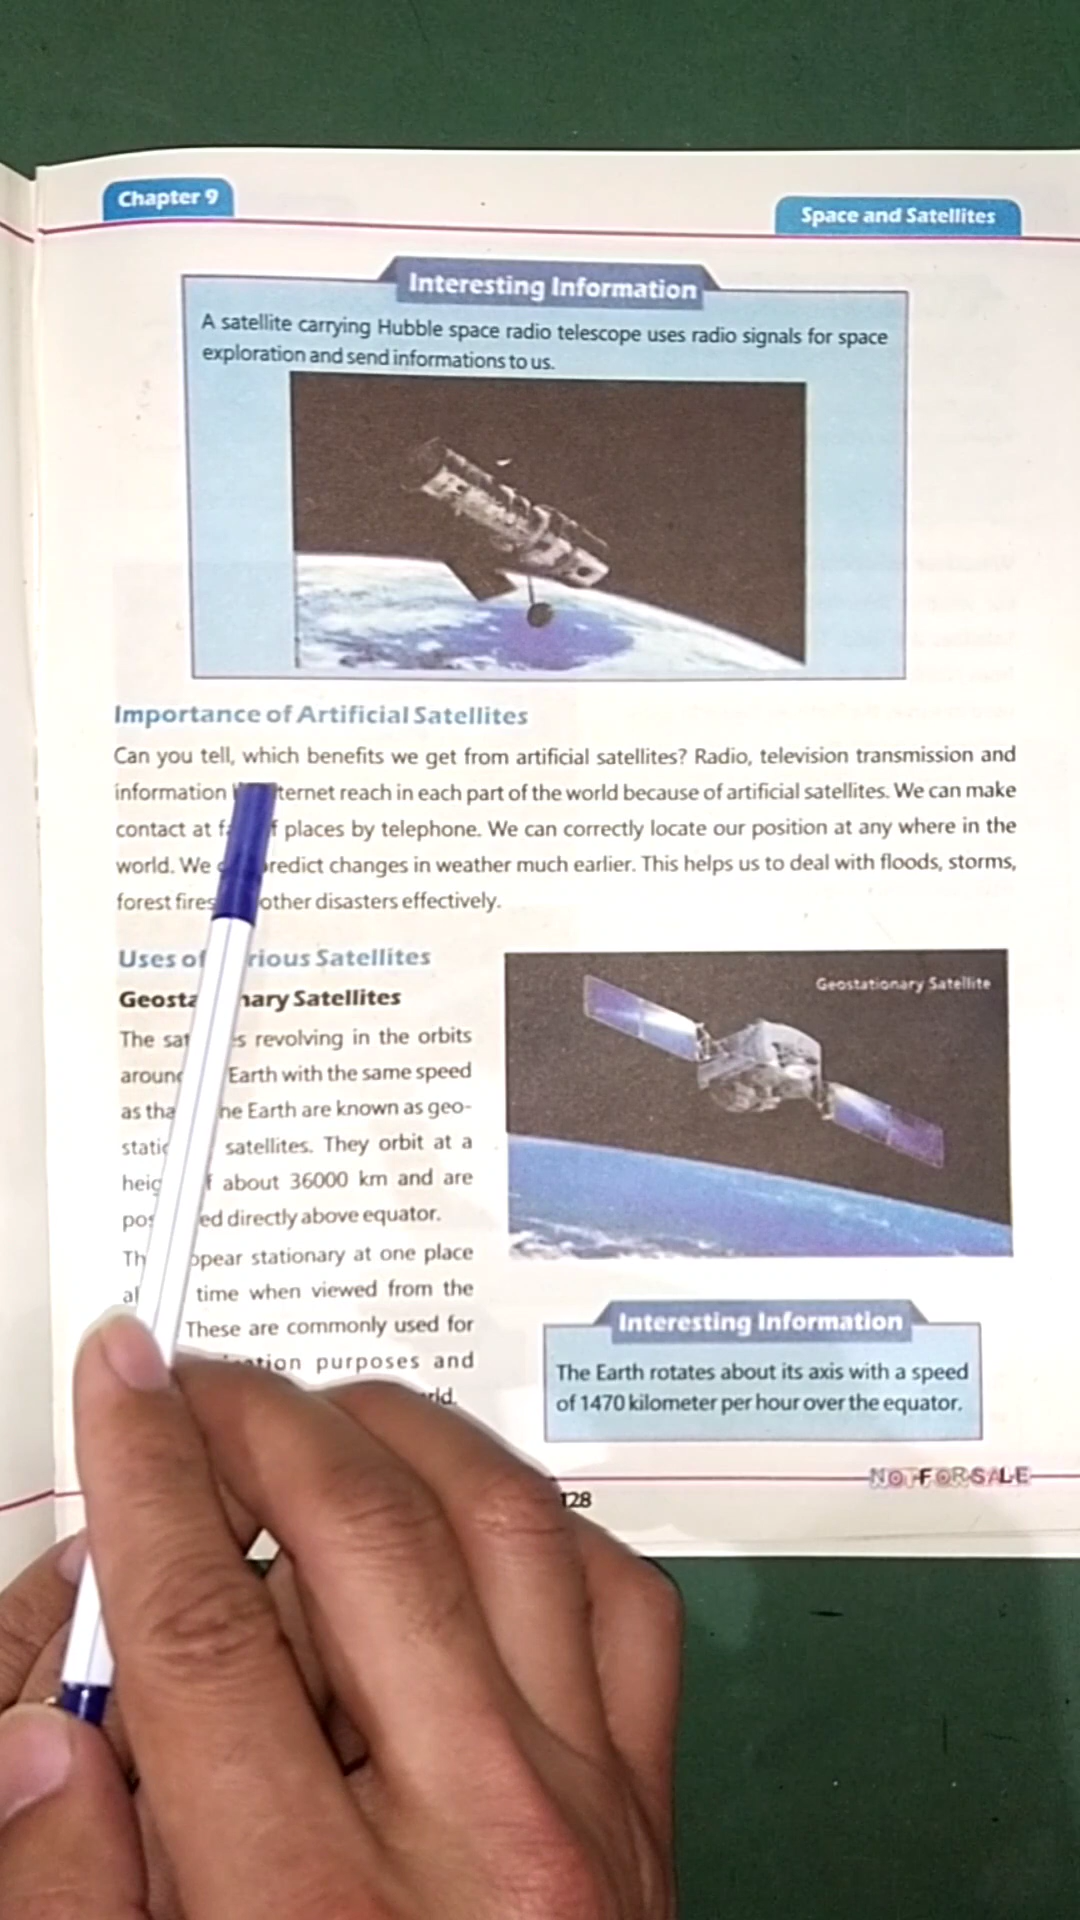 Chapter 9
Space and Satellites
Interesting Information
A satellite carrying Hubble space radio telescope uses radio signals for space
exploration and send informations to us.
Importance of Artificial Satellites
Can you tell, which benefits we get from artificial satellites? Radio, television transmission and
information ternet reach in each part of the world because of artificial satellites. We can make
contact at f places by telephone. We can correctly locate our position at any where in the
world. We redict changes in weather much earlier. This helps us to deal with floods, storms,
forest fires other disasters effectively.
Uses of rious Satellites
Geosta nary Satellites
The sat s revolving in the orbits
around Earth with the same speed
as tha he Earth are known as geo-
static satellites. They orbit at a
heig f about 36000 km and are
pos ed directly above equator.
Th ppear stationary at one place
al time when viewed from the
These are commonly used for
tion purposes and
rld.
Geostationary Satellite
Interesting Information
The Earth rotates about its axis with a speed
of 1470 kilometer per hour over the equator.
NOT FOR SALE
128